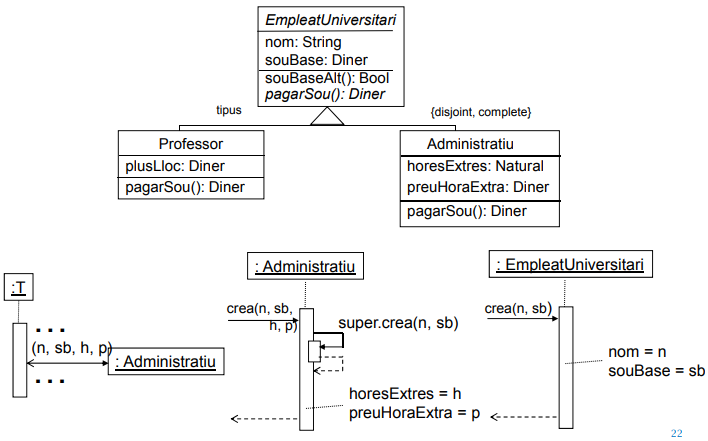 EmpleatUniversitari
nom: String
souBase: Diner
souBaseAlt(): Bool
pagarSou(): Diner
tipus
{disjoint, complete}
Professor
plusLloc: Diner
pagarSou(): Diner
Administratiu
horesExtres: Natural
preuHoraExtra: Diner
pagarSou(): Diner
:T
. . .
(n, sb, h, p)
: Administratiu
. . .
: Administratiu
crea(n, sb,
h, p)
super.crea(n, sb)
horesExtres = h
preuHoraExtra = p
: EmpleatUniversitari
crea(n, sb)
nom = n
souBase = sb
22